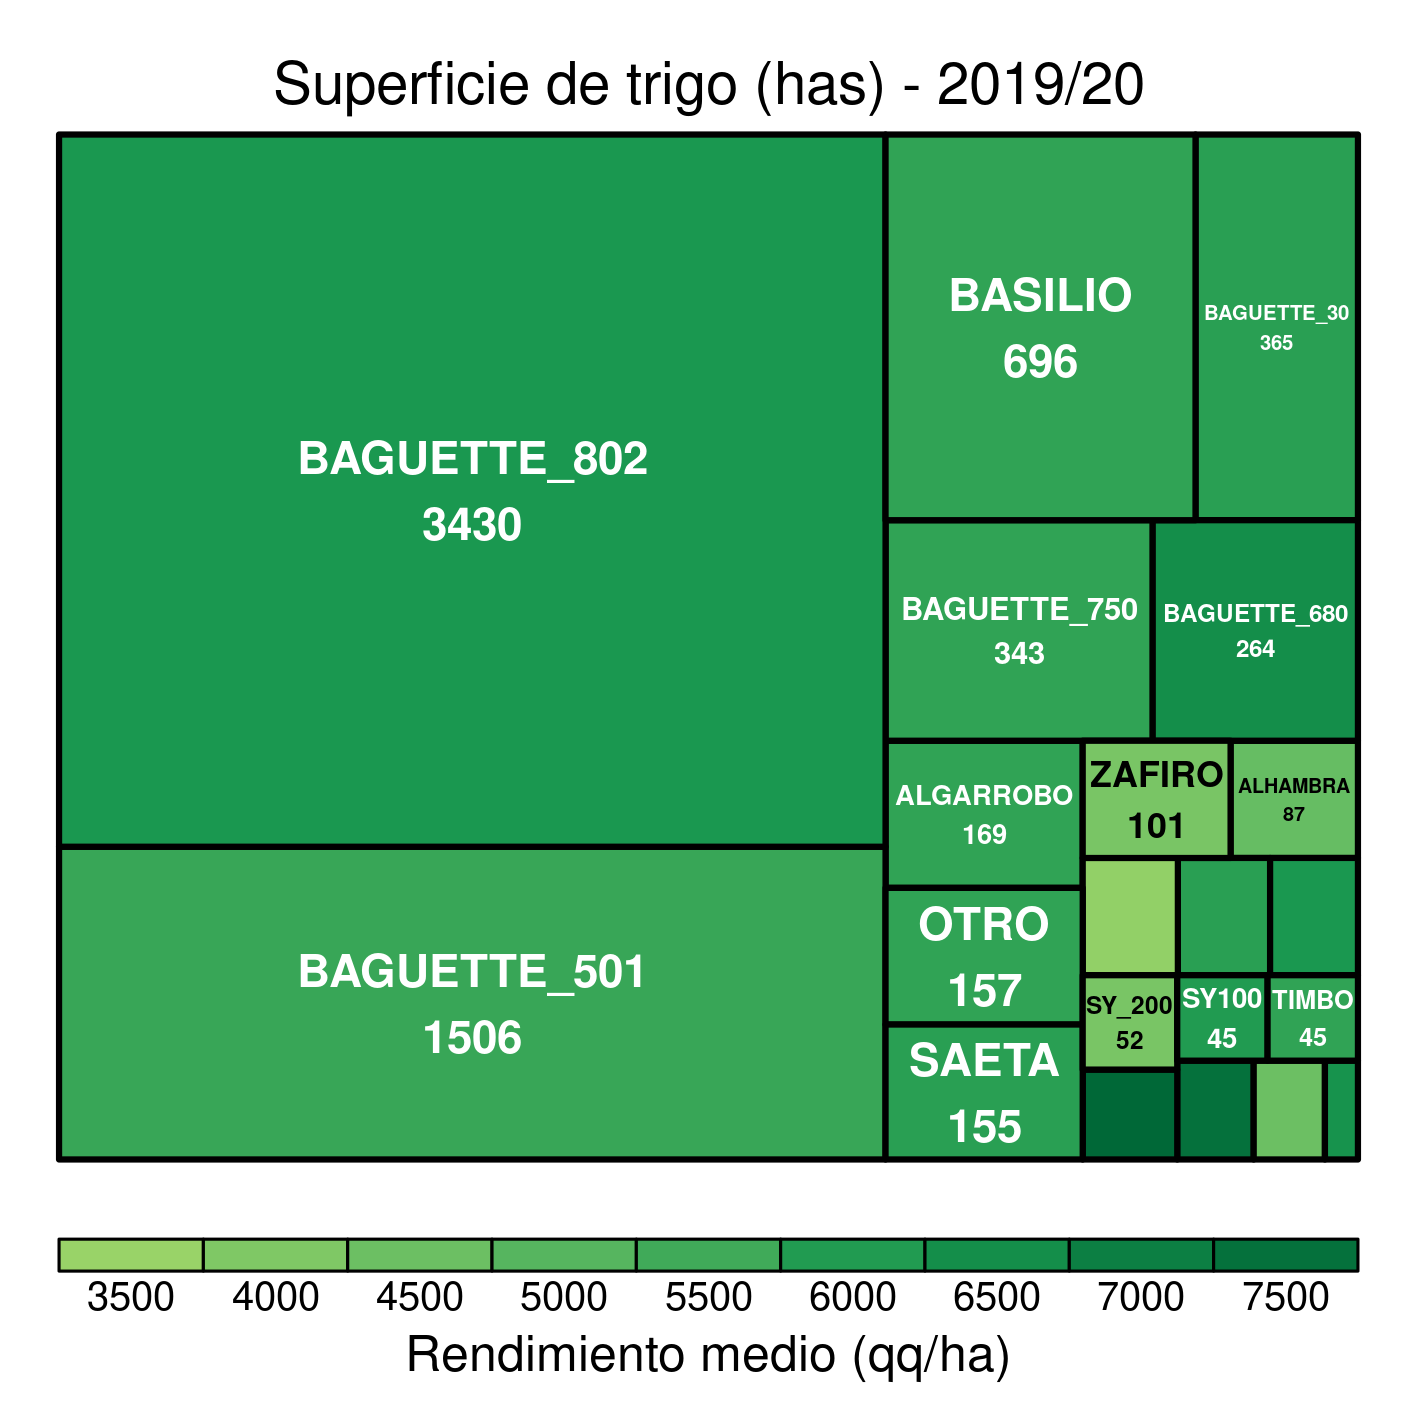 Superficie de trigo (has) - 2019/20
BAGUETTE_802
3430
BAGUETTE_501
1506
BASILIO
696
BAGUETTE_30
365
BAGUETTE_750
343
BAGUETTE_680
264
ALGARROBO
169
OTRO
157
SAETA
155
ZAFIRO
101
ALHAMBRA
87
SY_200
52
SY100
45
TIMBO
45
3500 4000 4500 5000 5500 6000 6500 7000 7500
Rendimiento medio (qq/ha)